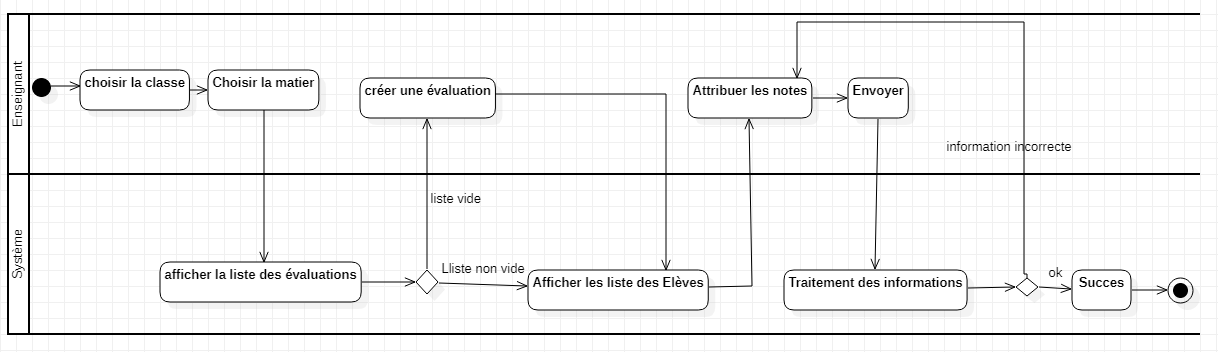 Enseignant
choisir la classe
Choisir la matier
créer une évaluation
Attribuer les notes
Envoyer
information incorrecte
Système
liste vide
afficher la liste des évaluations
Lliste non vide
Afficher les liste des Elèves
Traitement des informations
ok
Succes